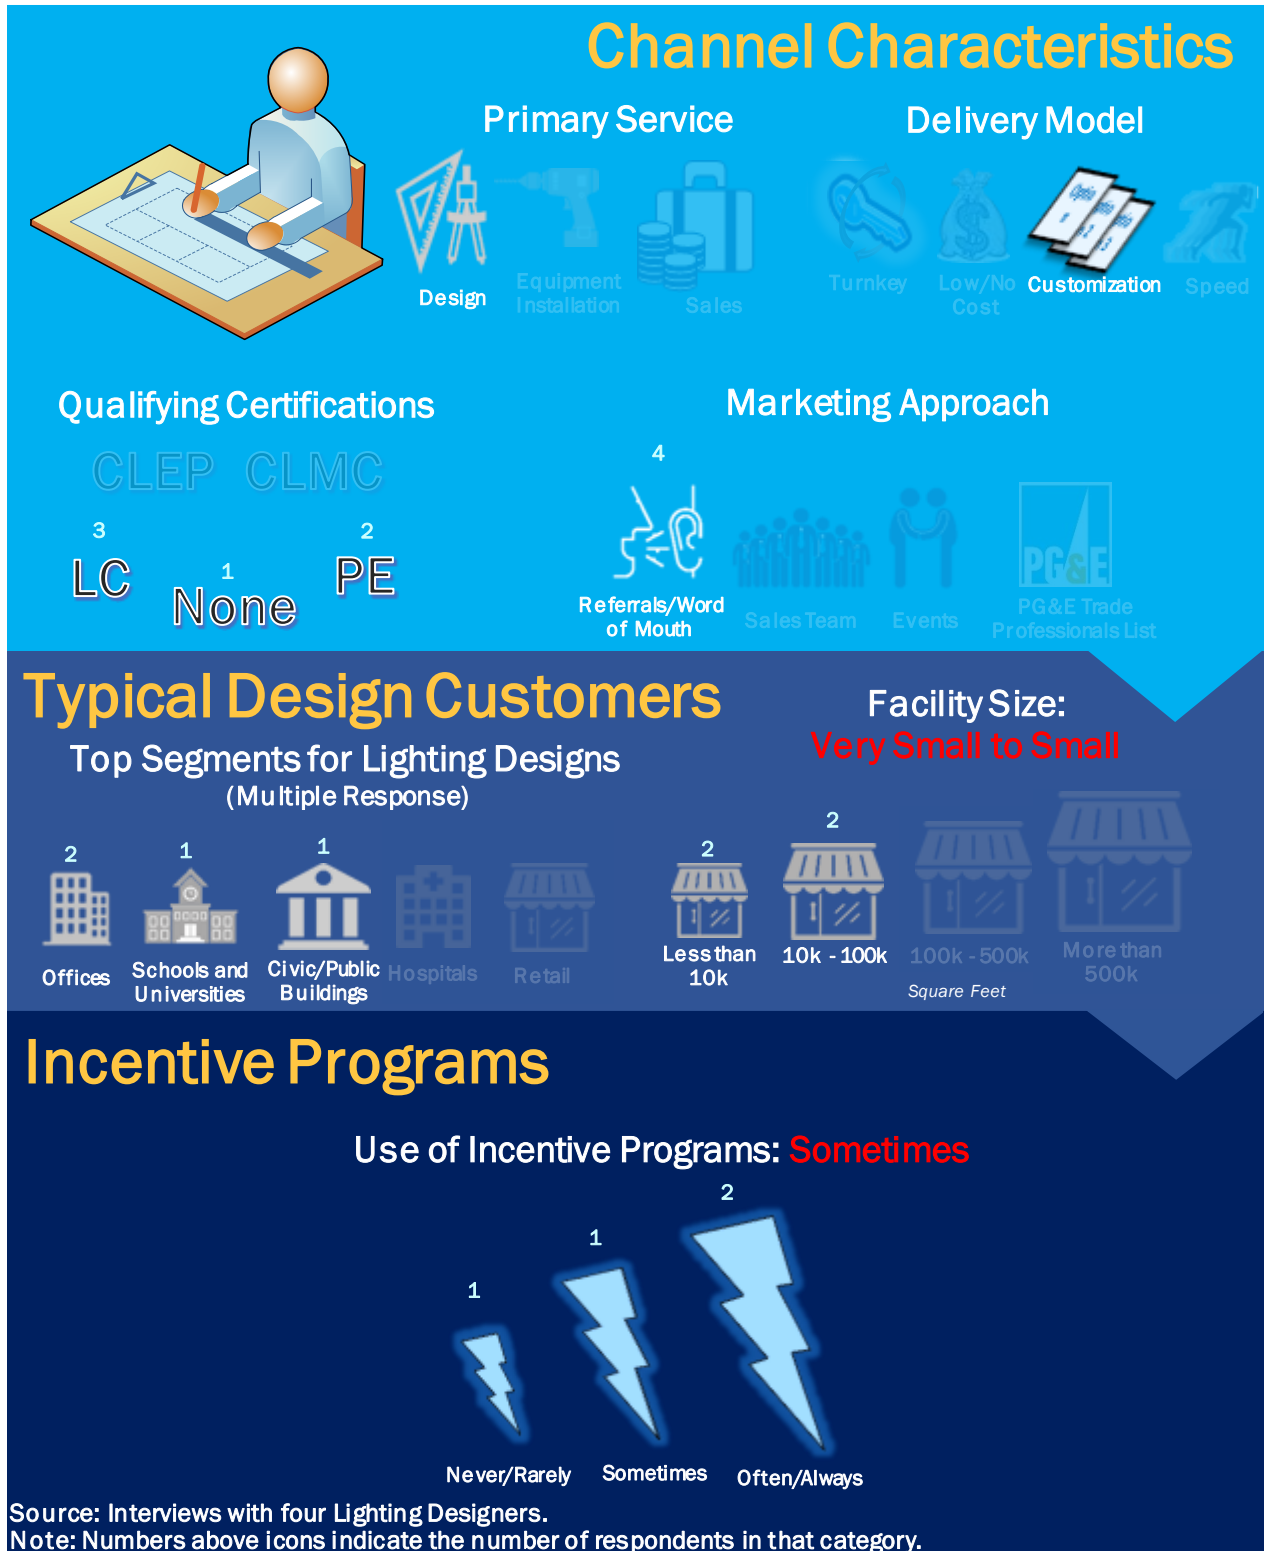 Channel Characteristics
Primary Service
Delivery Model
Design
Equipment
Installation
Sales
Turnkey
Low/No
Cost
Customization
Speed
Qualifying Certifications
CLEP CLMC
3
LC
1
None
2
PE
Marketing Approach
4
Referrals/Word
of Mouth
Sales Team
Events
PG&E
PG&E Trade
Professionals List
Typical Design Customers
Top Segments for Lighting Designs
(Multiple Response)
2
Offices
1
Schools and
Universities
1
Civic/Public
Buildings
Hospitals
Retail
Facility Size:
Very Small to Small
2
Less than
10k
2
10k - 100k
100k - 500k
More than
500k
Square Feet
Incentive Programs
Use of Incentive Programs: Sometimes
1
Never/Rarely
1
Sometimes
2
Often/Always
Source: Interviews with four Lighting Designers.
Note: Numbers above icons indicate the number of respondents in that category.